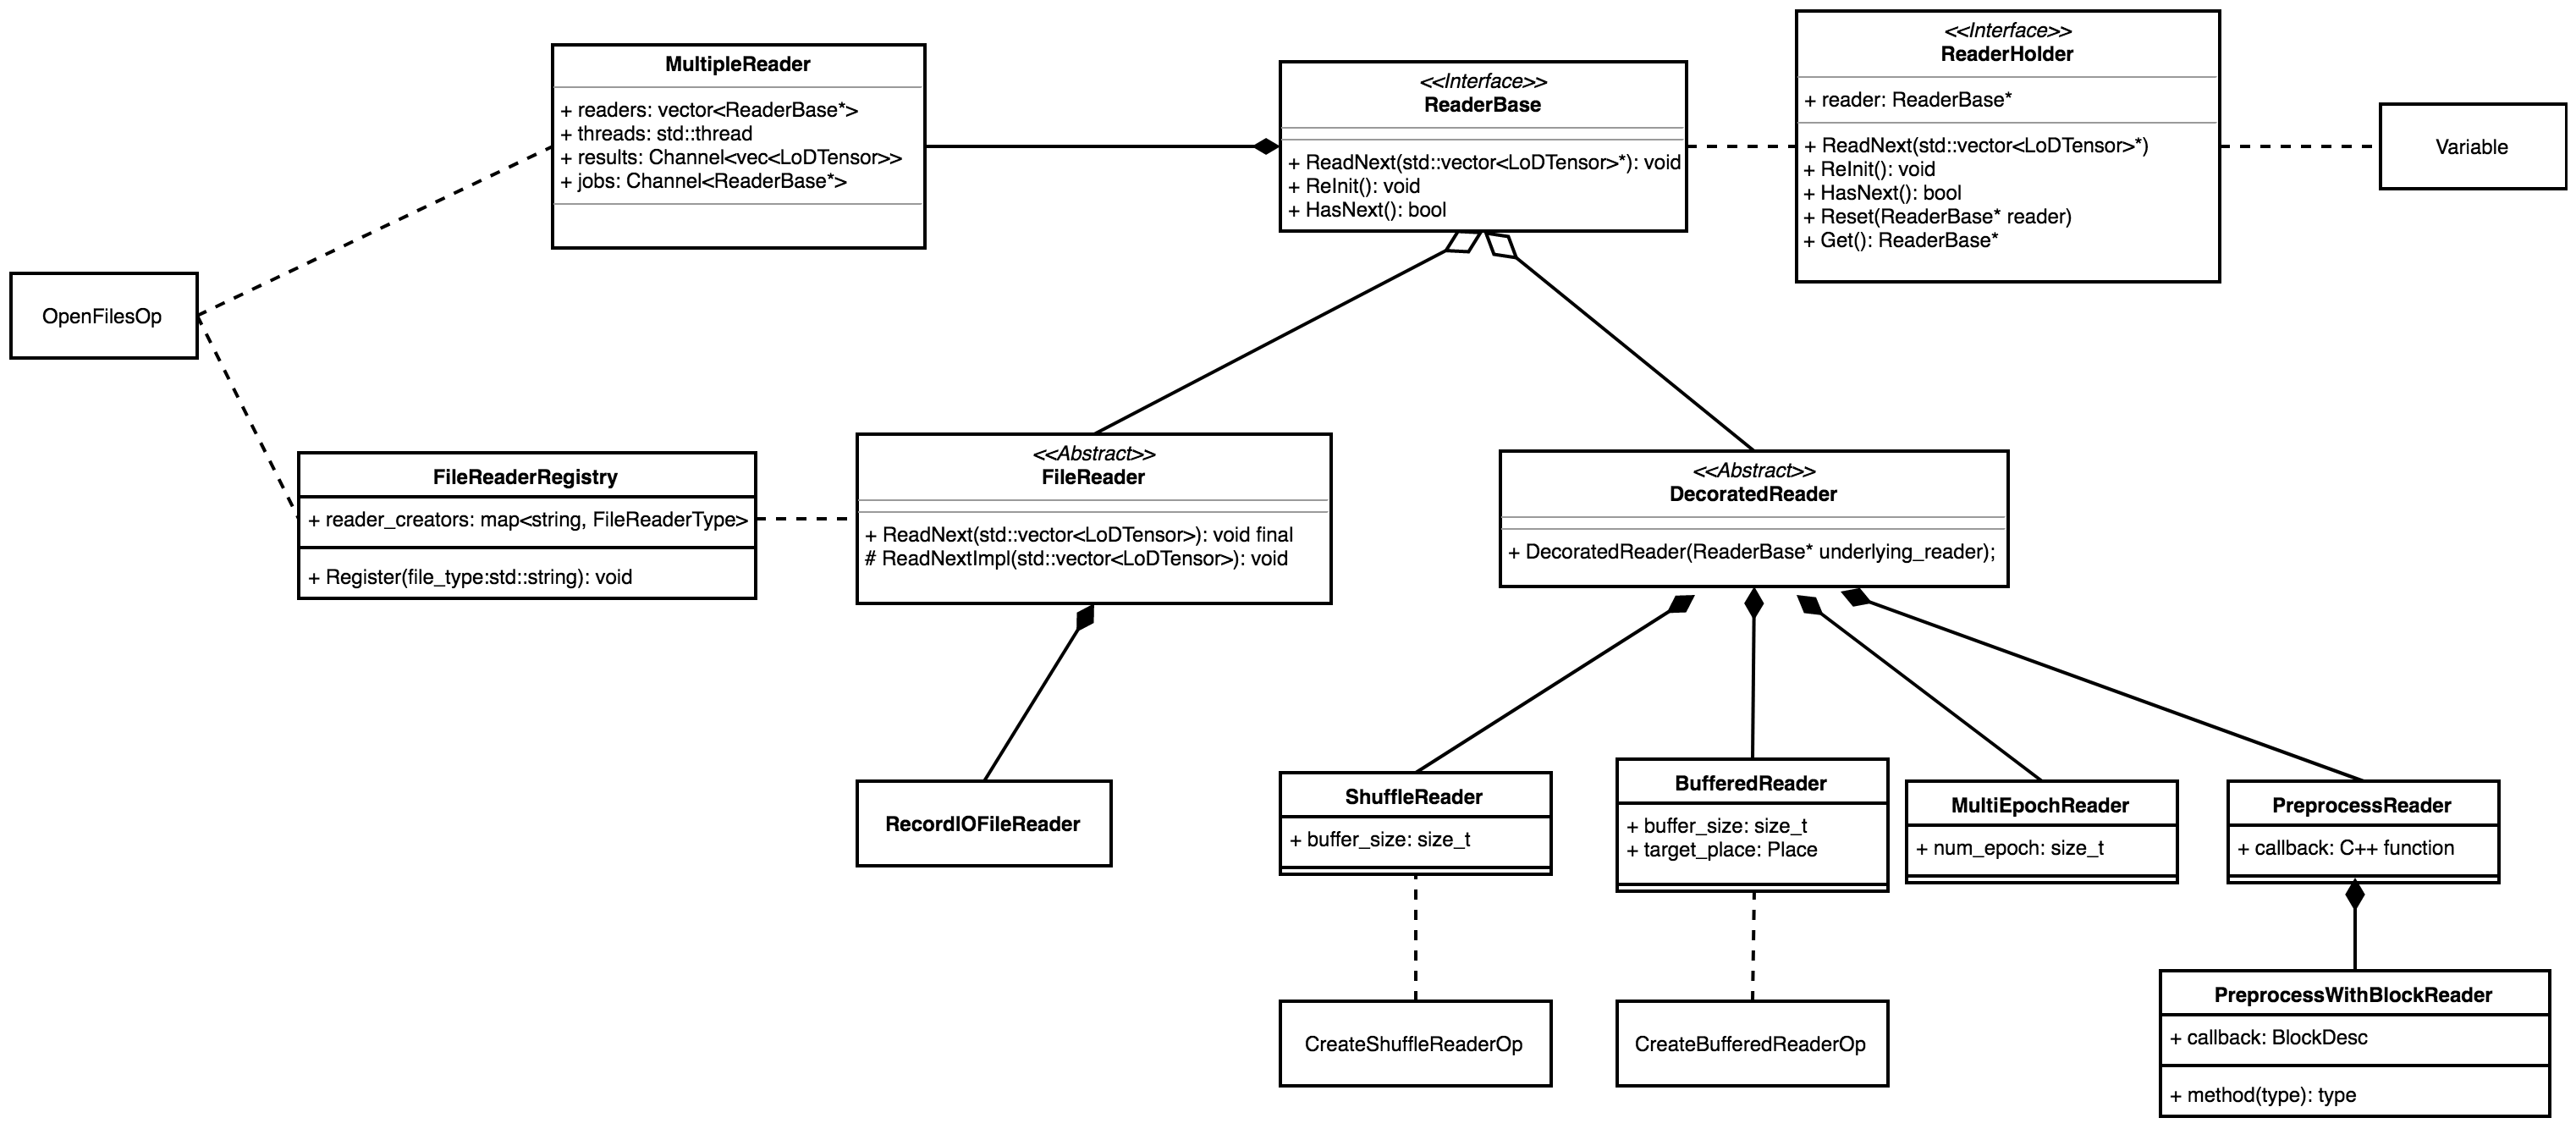 MultipleReader
+ readers: vector<ReaderBase*>
+ threads: std::thread
+ results: Channel<vec<LoDTensor>>
+ jobs: Channel<ReaderBase*>
<<Interface>>
ReaderBase
+ ReadNext(std::vector<LoDTensor>*): void
+ ReInit(): void
+ HasNext(): bool
<<Interface>>
ReaderHolder
+ reader: ReaderBase*
+ ReadNext(std::vector<LoDTensor>*)
+ ReInit(): void
+ HasNext(): bool
+ Reset(ReaderBase* reader)
+ Get(): ReaderBase*
Variable
OpenFilesOp
FileReaderRegistry
+ reader_creators: map<string, FileReaderType>
+ Register(file_type:std::string): void
<<Abstract>>
FileReader
+ ReadNext(std::vector<LoDTensor>): void final
# ReadNextImpl(std::vector<LoDTensor>): void
<<Abstract>>
DecoratedReader
+ DecoratedReader(ReaderBase* underlying_reader);
RecordIOFileReader
ShuffleReader
+ buffer_size: size_t
BufferedReader
+ buffer_size: size_t
+ target_place: Place
MultiEpochReader
+ num_epoch: size_t
PreprocessReader
+ callback: C++ function
CreateShuffleReaderOp
CreateBufferedReaderOp
PreprocessWithBlockReader
+ callback: BlockDesc
+ method(type): type